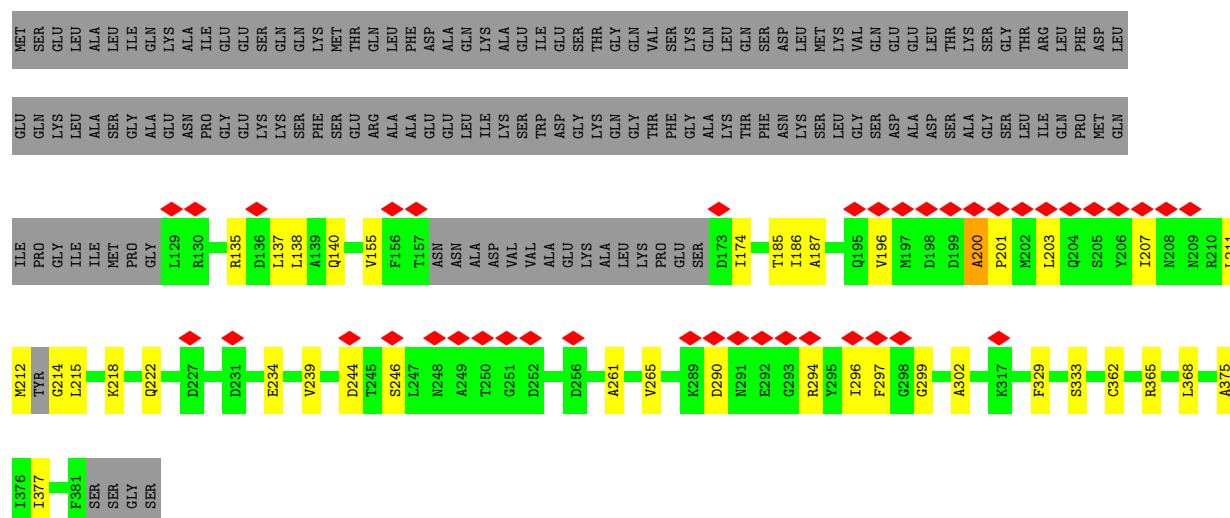 MET SER GLU LEU ALA LEU ILE GLN LYS ALA ILE GLU GLU SER GLN GLN LYS MET THR GLN LEU PHE ASP ALA GLN LYS ALA GLU ILE GLU SER THR GLY GLN VAL SER LYS GLN LEU GLN SER ASP LEU MET LYS VAL GLN GLU GLU LEU THR LYS SER GLY THR ARG LEU PHE ASP LEU
GLU GLN LYS LEU ALA SER GLY ALA GLU ASN PRO GLY GLU LYS LYS SER PHE SER GLU ARG ALA ALA GLU GLU LEU ILE LYS SER TRP ASP GLY LYS GLN GLY THR PHE GLY ALA LYS THR PHE ASN LYS SER LEU GLY SER ASP ALA ASP SER ALA GLY SER LEU ILE GLN PRO MET GLN
ILE PRO GLY ILE ILE MET PRO GLY L129 R130 R135 D136 L137 L138 A139 Q140 V155 F156 T157 ASN ASN ALA ASP VAL VAL ALA GLU LYS ALA LEU LYS PRO GLU SER D173 I174 T185 I186 A187 Q195 V196 M197 D198 D199 A200 P201 M202 L203 Q204 S205 Y206 I207 N208 N209 R210 L211
M212 TYR G214 L215 K218 Q222 D227 D231 E234 V239 D244 T245 S246 L247 N248 A249 T250 G251 D252 D256 A261 V265 K289 D290 N291 E292 G293 R294 Y295 I296 F297 G298 G299 A302 K317 F329 S333 C362 R365 L368 A375
I376 I377 F381 SER SER GLY SER